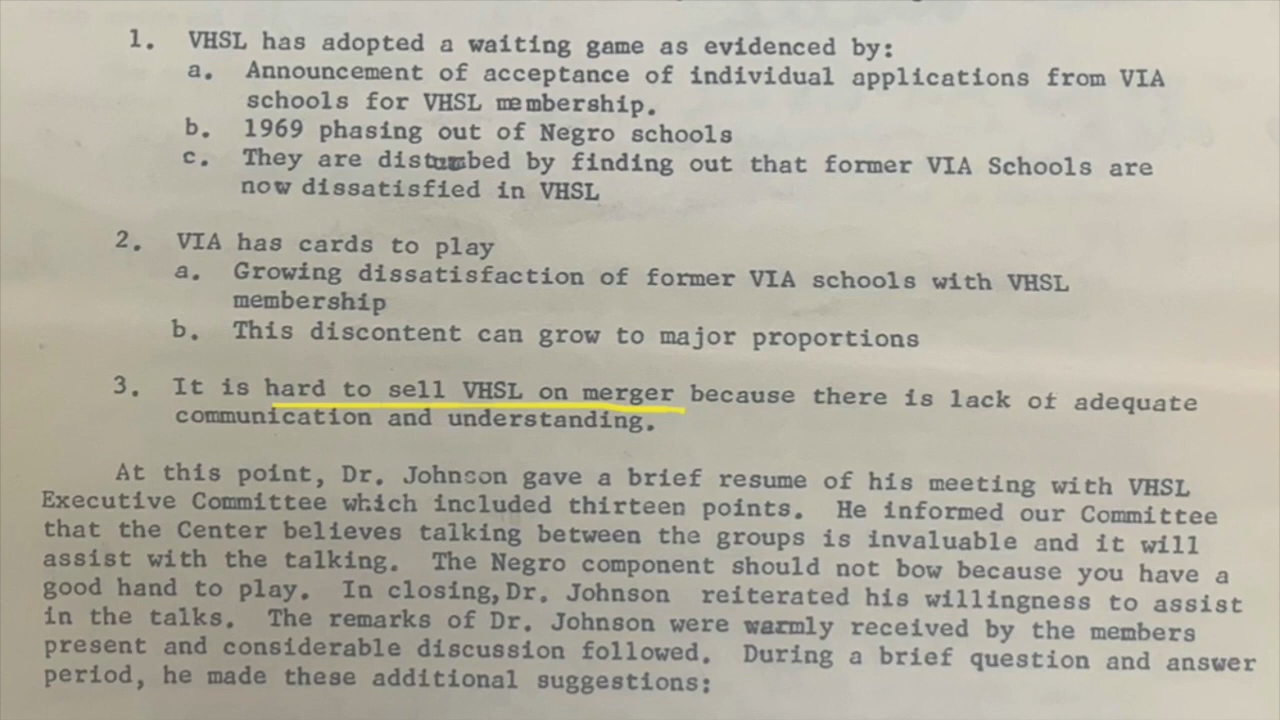 1. VHSL has adopted a waiting game as evidenced by:
a. Announcement of acceptance of individual applications from VIA
schools for VHSL membership.
b. 1969 phasing out of Negro schools
c. They are distumbed by finding out that former VIA Schools are
now dissatisfied in VHSL
2. VIA has cards to play
a. Growing dissatisfaction of former VIA schools with VHSL
membership
b. This discontent can grow to major proportions
3. It is hard to sell VHSL on merger because there is lack of adequate
communication and understanding.
At this point, Dr. Johnson gave a brief resume of his meeting with VHSL
Executive Committee which included thirteen points. He informed our Committee
that the Center believes talking between the groups is invaluable and it will
assist with the talking. The Negro component should not bow because you have a
good hand to play. In closing, Dr. Johnson reiterated his willingness to assist
in the talks. The remarks of Dr. Johnson were warmly received by the members
present and considerable discussion followed. During a brief question and answer
period, he made these additional suggestions: